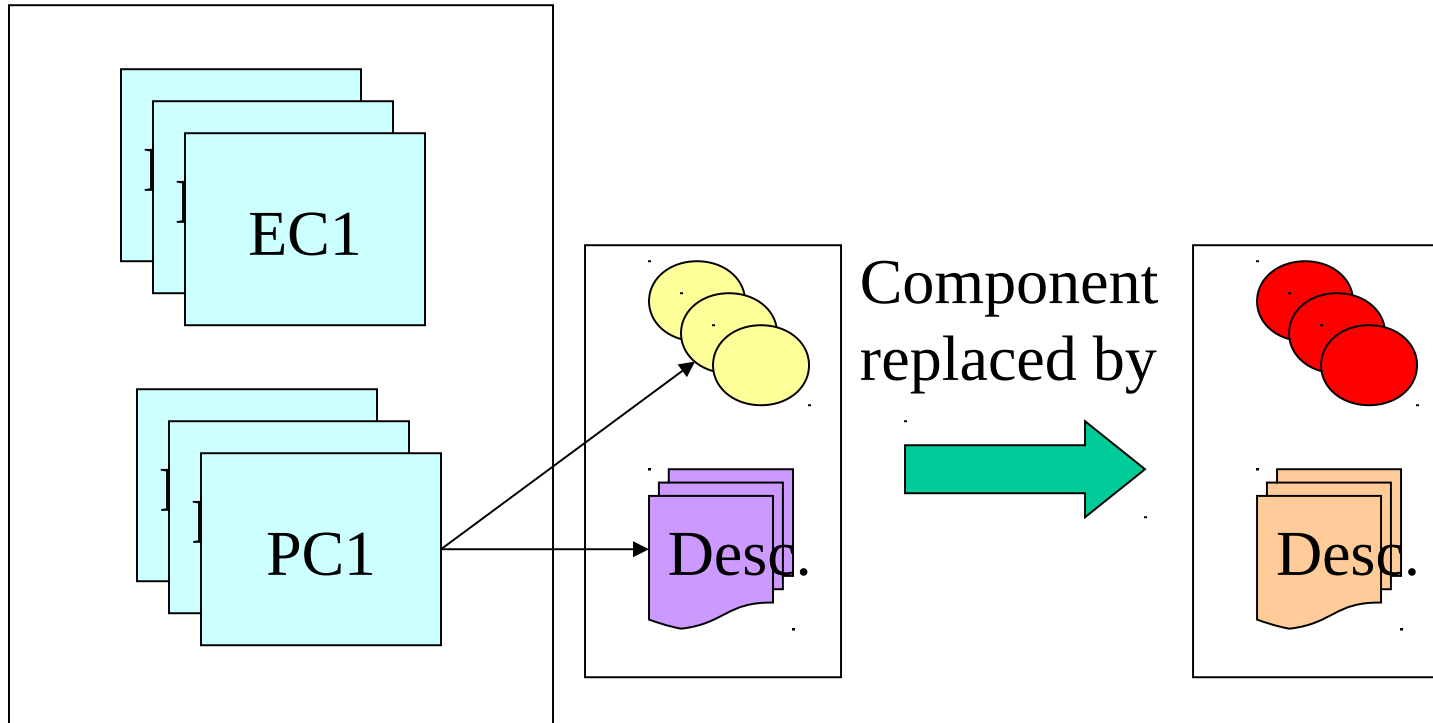 EC1
Component
replaced by
PC1
Desc.
Desc.